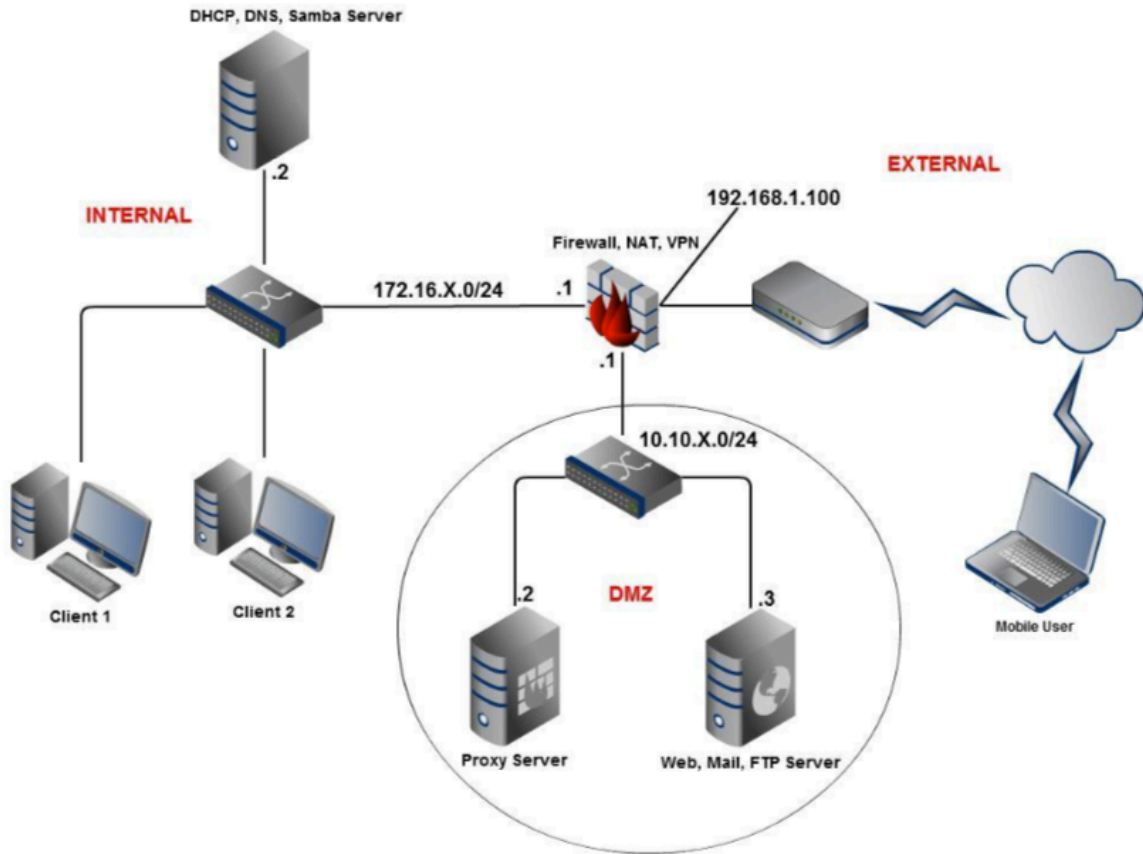 DHCP, DNS, Samba Server
.2
INTERNAL
EXTERNAL
192.168.1.100
Firewall, NAT, VPN
172.16.X.0/24
.1
.1
10.10.X.0/24
Client 1
Client 2
.2
DMZ
.3
Mobile User
Proxy Server
Web, Mail, FTP Server